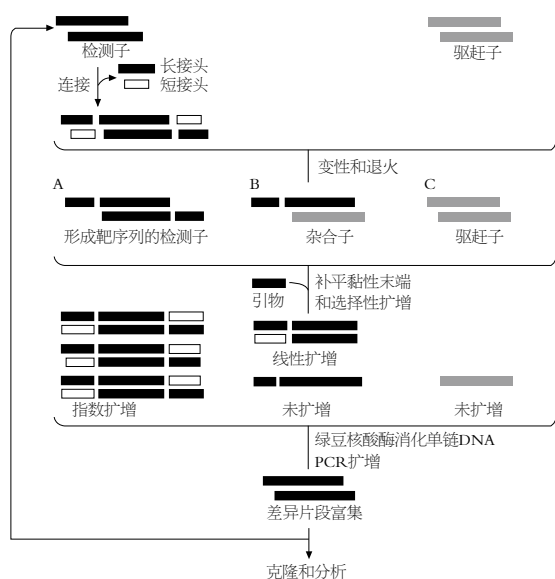 检测子
驱赶子
连接
长接头
短接头
变性和退火
A
B
C
形成靶序列的检测子
杂合子
驱赶子
引物
补平黏性末端
和选择性扩增
线性扩增
指数扩增
未扩增
未扩增
绿豆核酸酶消化单链DNA
PCR扩增
差异片段富集
克隆和分析